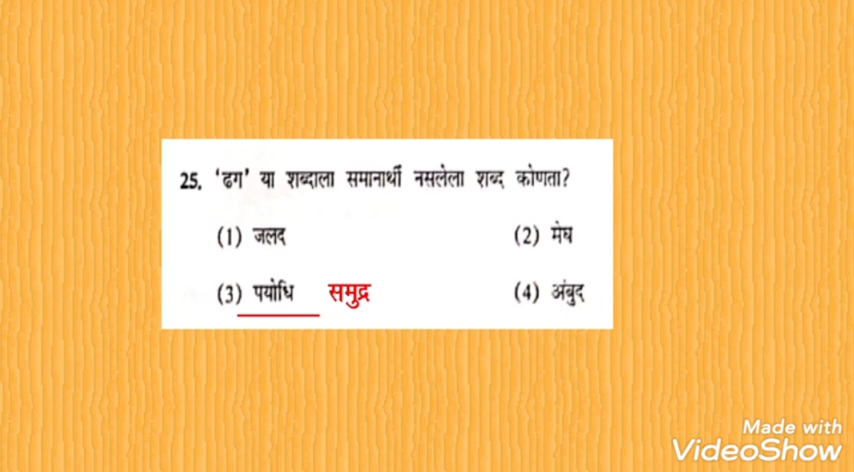 25. 'ढग' या शब्दाला समानार्थी नसलेला शब्द कोणता?
(1) जलद (2) मेघ
(3) पयोधि समुद्र (4) अंबुद
Made with
VideoShow